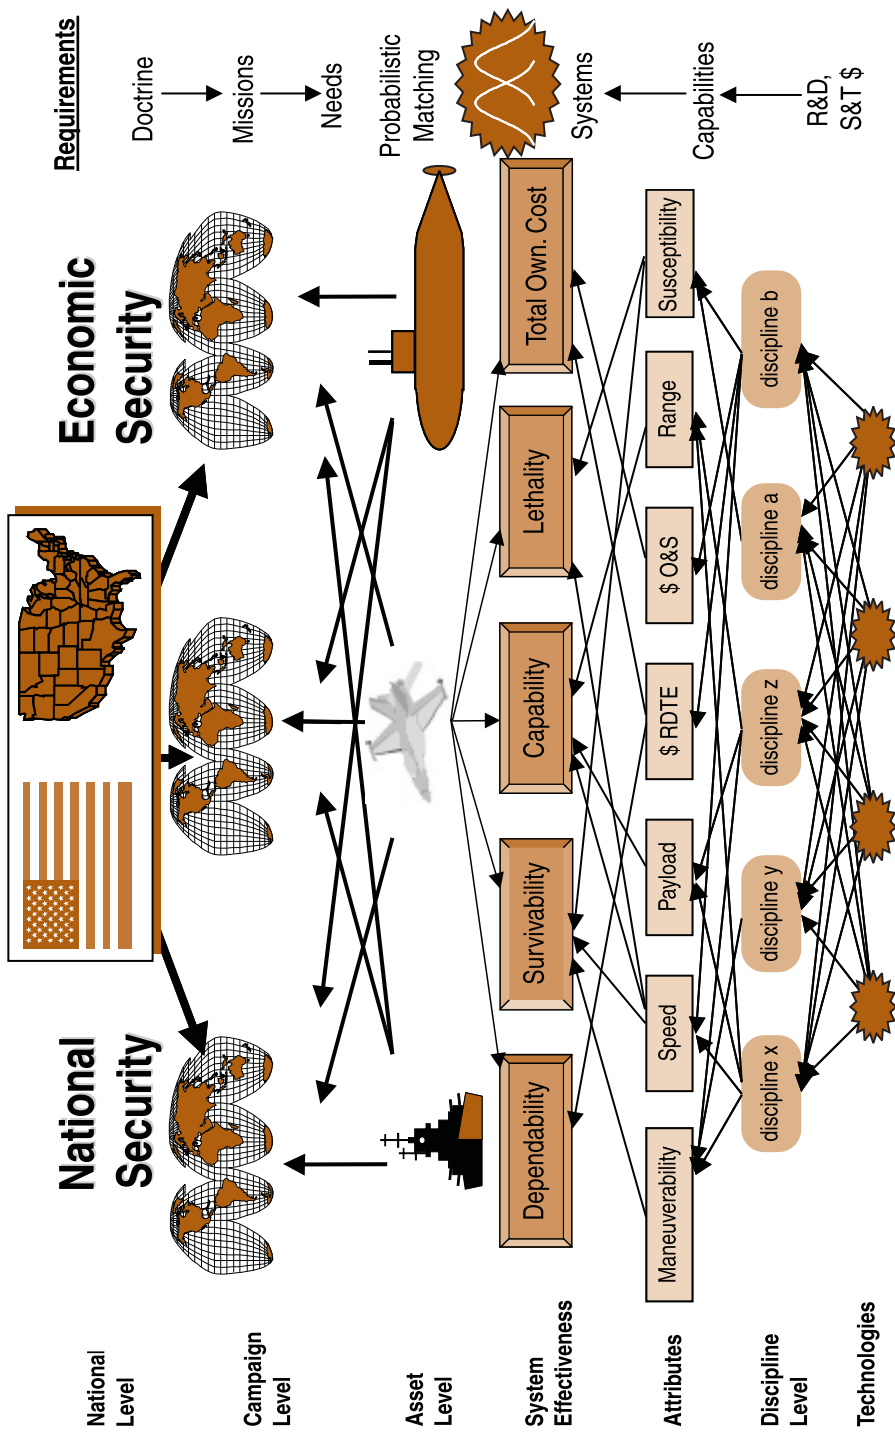 National
Security
Economic
Security
Requirements
National
Level
Doctrine
Campaign
Level
Missions
Needs
Asset
Level
Probabilistic
Matching
System
Effectiveness
Dependability
Survivability
Capability
Lethality
Total Own. Cost
Systems
Attributes
Maneuverability
Speed
Payload
$ RDTE
$ O&S
Range
Susceptibility
Capabilities
Discipline
Level
discipline x
discipline y
discipline z
discipline a
discipline b
R&D,
S&T $
Technologies